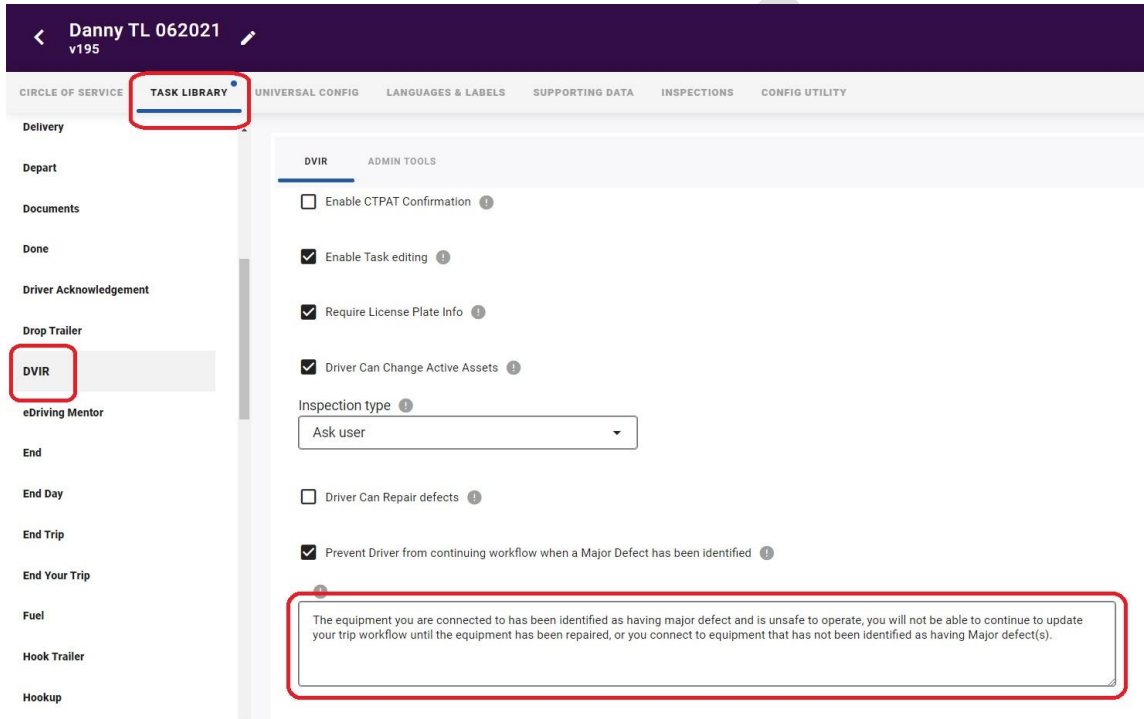 Danny TL 062021
v195
CIRCLE OF SERVICE TASK LIBRARY UNIVERSAL CONFIG LANGUAGES & LABELS SUPPORTING DATA INSPECTIONS CONFIG UTILITY
Delivery
Depart
Documents
Done
Driver Acknowledgement
Drop Trailer
DVIR
eDriving Mentor
End
End Day
End Trip
End Your Trip
Fuel
Hook Trailer
Hookup
DVIR ADMIN TOOLS
Enable CTPAT Confirmation
Enable Task editing
Require License Plate Info
Driver Can Change Active Assets
Inspection type
Ask user
Driver Can Repair defects
Prevent Driver from continuing workflow when a Major Defect has been identified
The equipment you are connected to has been identified as having major defect and is unsafe to operate, you will not be able to continue to update
your trip workflow until the equipment has been repaired, or you connect to equipment that has not been identified as having Major defect(s).